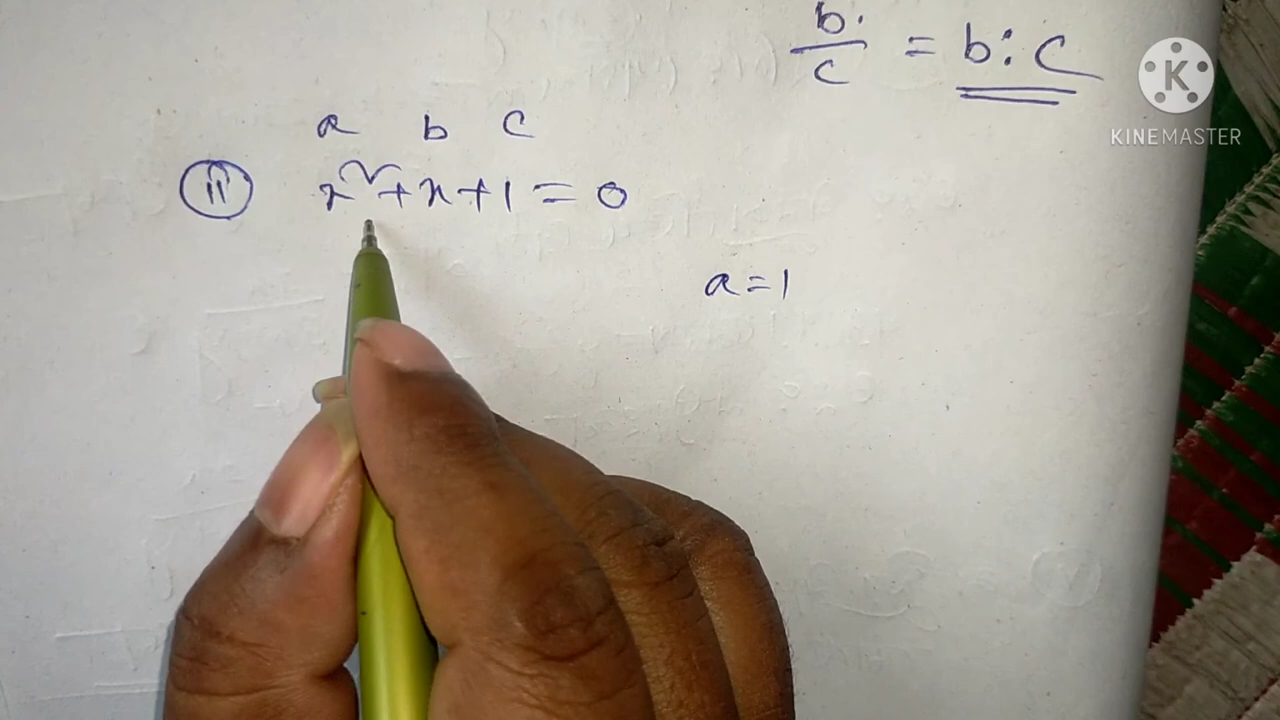 b. / c = b:c
KINEMASTER
a b c
(ii) x² + x + 1 = 0
a = 1